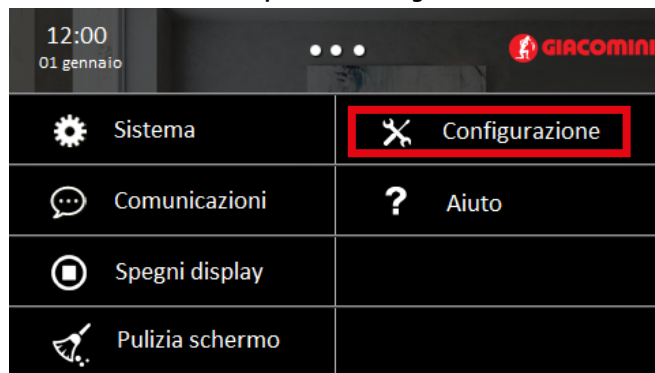 12:00
01 gennaio
GIACOMINI
Sistema
Configurazione
Comunicazioni
? Aiuto
Spegni display
Pulizia schermo